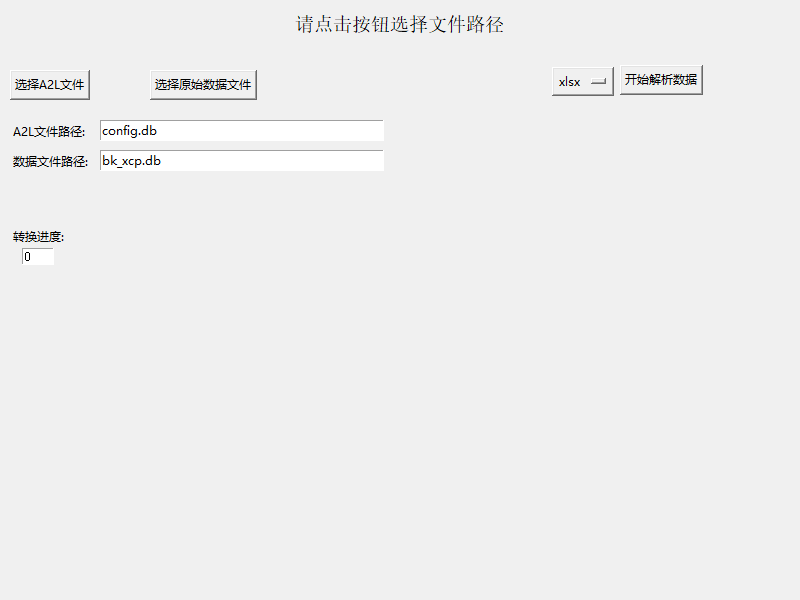 请点击按钮选择文件路径
选择A2L文件
选择原始数据文件
xlsx
开始解析数据
A2L文件路径: config.db
数据文件路径: bk_xcp.db
转换进度:
0